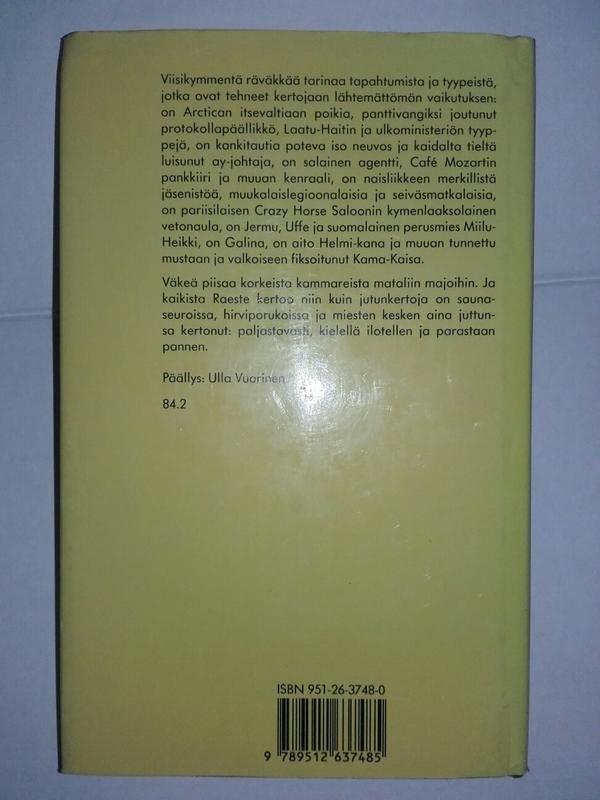 Viisikymmentä räväkkää tarinaa tapahtumista ja tyypeistä,
jotka ovat tehneet kertojaan lähtemättömän vaikutuksen:
on Arctican itsevaltiaan poikia, panttivangiksi joutunut
protokollapäällikkö, Laatu-Haitin ja ulkoministeriön tyyp-
pejä, on kankitautia poteva iso neuvos ja kaidalta tieltä
luisunut ay-johtaja, on salainen agentti, Café Mozartin
pankkiiri ja muuan kenraali, on naisliikkeen merkillistä
jäsenistöä, muukalaislegioonalaisia ja seiväsmatkalaisia,
on pariisilaisen Crazy Horse Saloonin kymenlaaksolainen
vetonaula, on Jermu, Uffe ja suomalainen perusmies Miilu-
Heikki, on Galina, on aito Helmi-kana ja muuan tunnettu
mustaan ja valkoiseen fiksoitunut Kama-Kaisa.
Väkeä piisaa korkeista kammareista mataliin majoihin. Ja
kaikista Raeste kertoo niin kuin jutunkertoja on sauna-
seuroissa, hirviporukoissa ja miesten kesken aina juttun-
sa kertonut: paljastavasti, kielellä ilotellen ja parastaan
pannen.
Päällys: Ulla Vuorinen
84.2
ISBN 951-26-3748-0
9 789512 637485